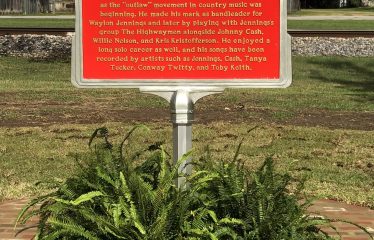 as the "outlaw" movement in country music was
beginning. He made his mark as bandleader for
Waylon Jennings and later by playing with Jennings's
group The Highwaymen alongside Johnny Cash,
Willie Nelson, and Kris Kristofferson. He enjoyed a
long solo career as well, and his songs have been
recorded by artists such as Jennings, Cash, Tanya
Tucker, Conway Twitty, and Toby Keith.